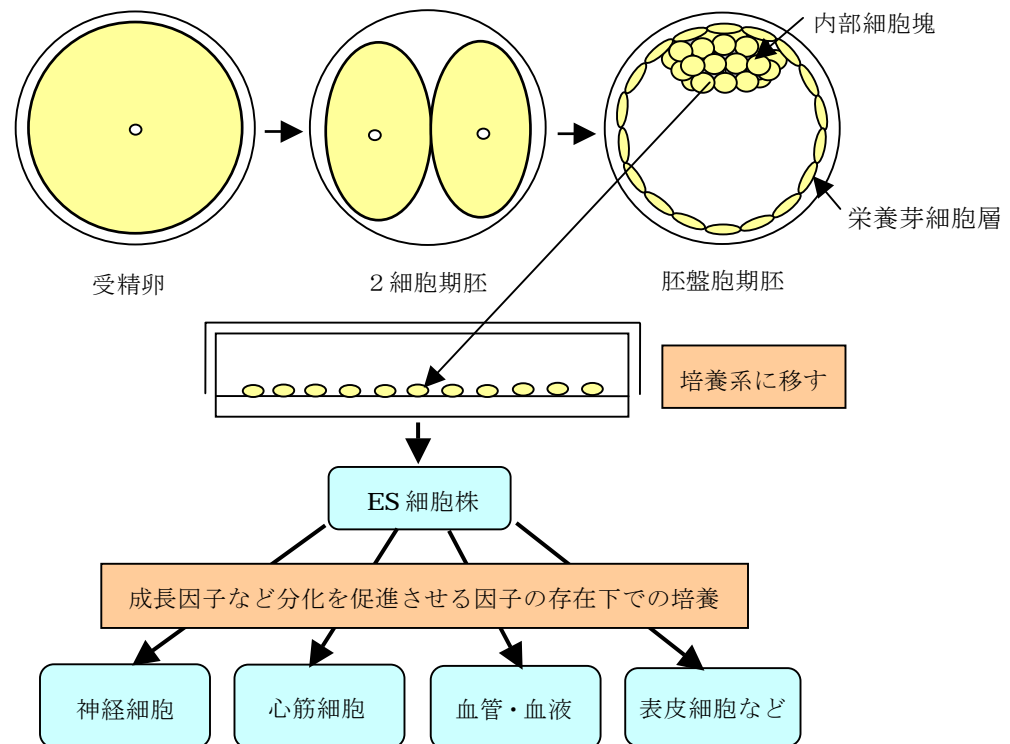 内部細胞塊
栄養芽細胞層
受精卵
2細胞期胚
胚盤胞期胚
培養系に移す
ES 細胞株
成長因子など分化を促進させる因子の存在下での培養
神経細胞
心筋細胞
血管・血液
表皮細胞など